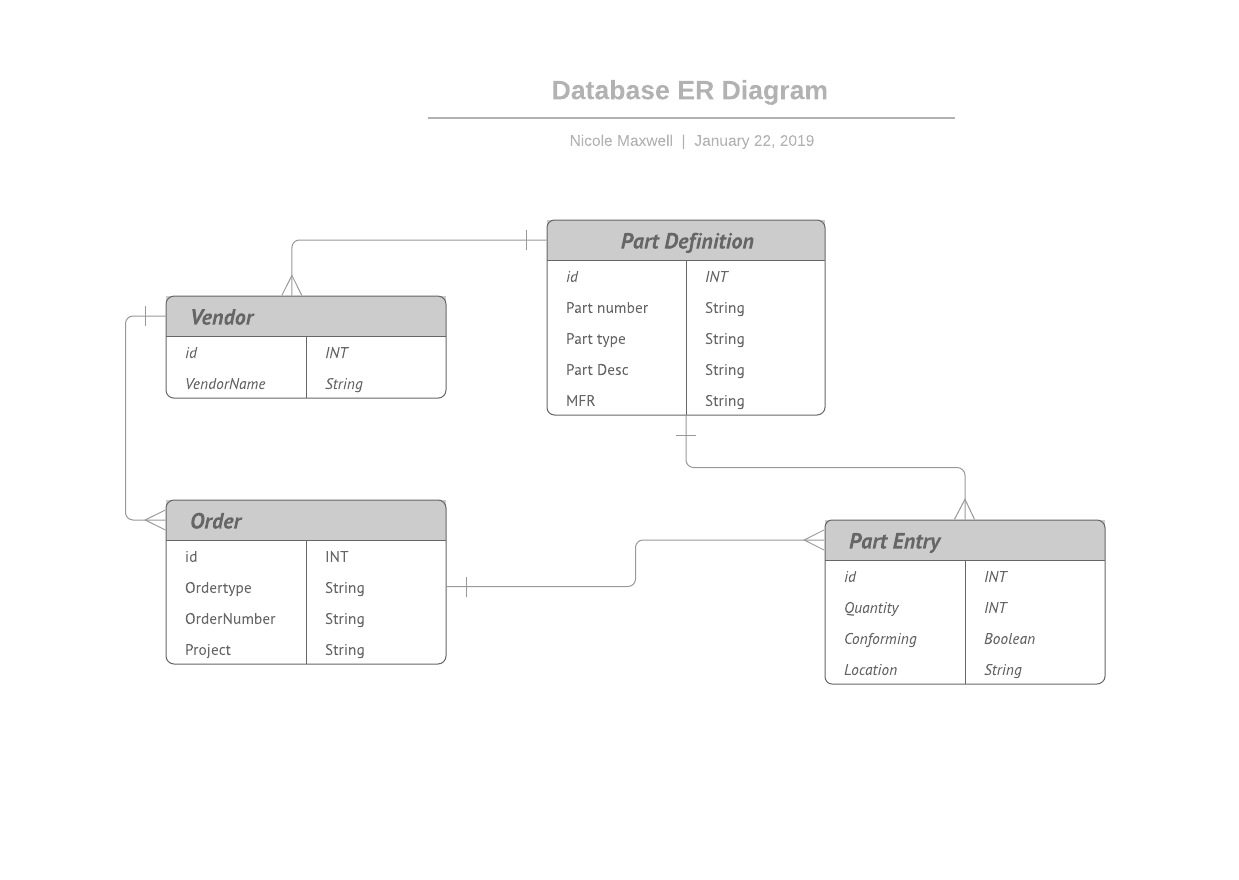 Database ER Diagram
Nicole Maxwell | January 22, 2019
Part Definition
id INT
Part number String
Part type String
Part Desc String
MFR String
Vendor
id INT
VendorName String
Order
id INT
Ordertype String
OrderNumber String
Project String
Part Entry
id INT
Quantity INT
Conforming Boolean
Location String